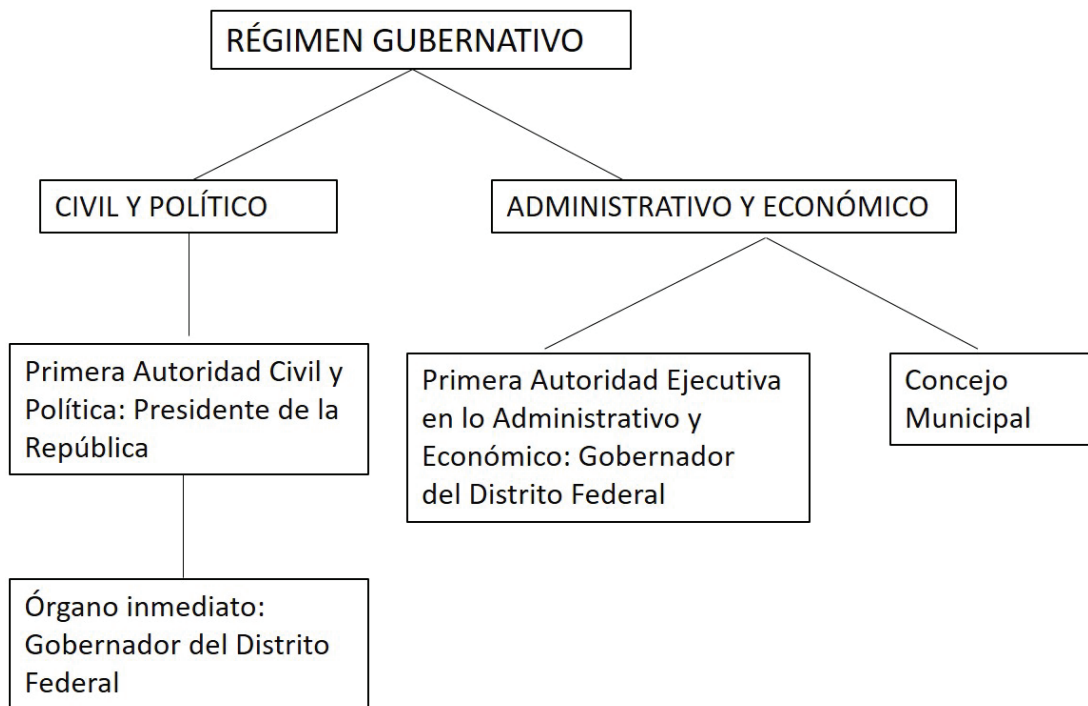 RÉGIMEN GUBERNATIVO
CIVIL Y POLÍTICO
ADMINISTRATIVO Y ECONÓMICO
Primera Autoridad Civil y
Política: Presidente de la
República
Primera Autoridad Ejecutiva
en lo Administrativo y
Económico: Gobernador
del Distrito Federal
Concejo
Municipal
Órgano inmediato:
Gobernador del Distrito
Federal